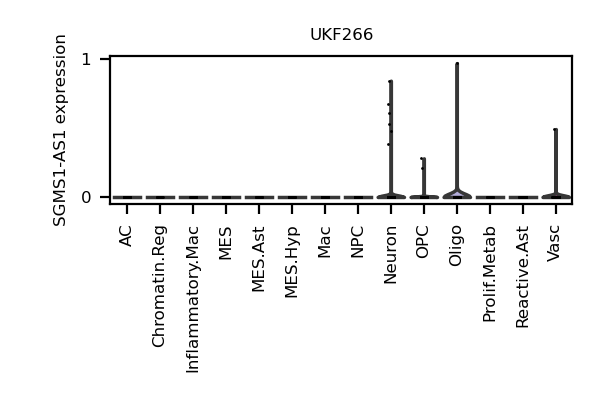 UKF266
SGMS1-AS1 expression
1
0
AC
Chromatin.Reg
Inflammatory.Mac
MES
MES.Ast
MES.Hyp
Mac
NPC
Neuron
OPC
Oligo
Prolif.Metab
Reactive.Ast
Vasc